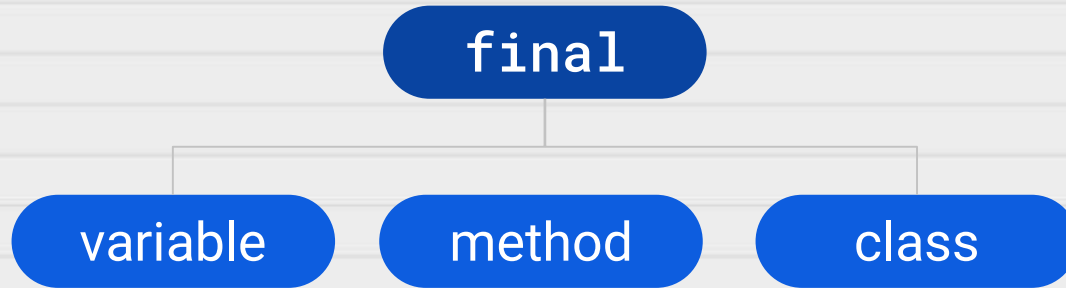 final
variable
method
class